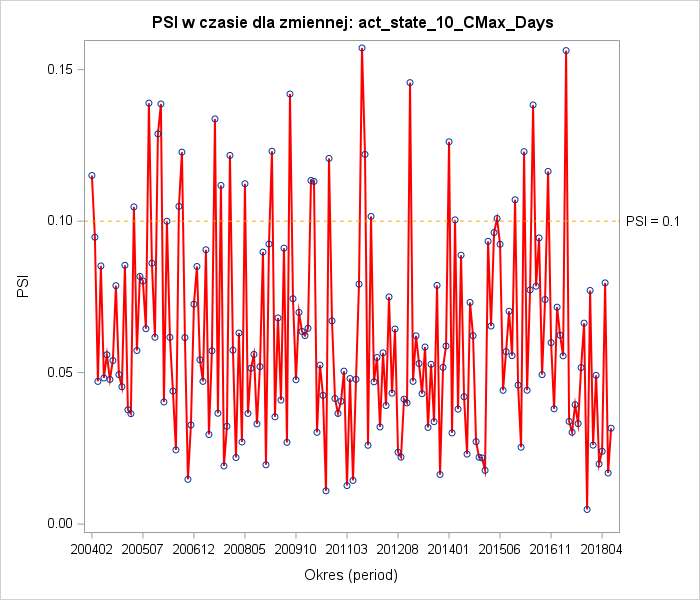 PSI w czasie dla zmiennej: act_state_10_CMax_Days
0.15
0.10
0.05
0.00
PSI
PSI = 0.1
200402 200507 200612 200805 200910 201103 201208 201401 201506 201611 201804
Okres (period)